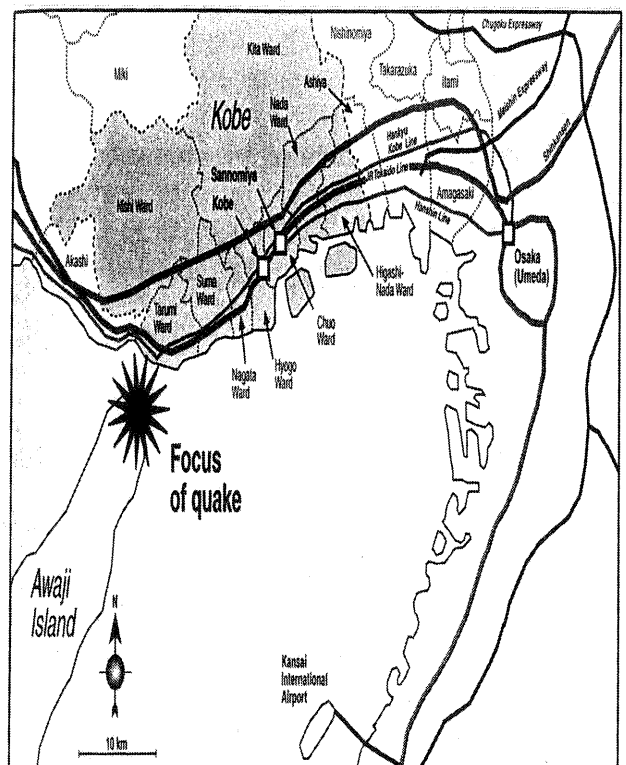 Chugoku Expressway
Nishinomiya
Kita Ward
Miki
Takarazuka
Itami
Ashiya
Meishin Expressway
Kobe
Nada
Ward
Hankyu
Kobe Line
Shinkansen
Sannomiya
JR Tokaido Line
Kobe
Nishi Ward
Amagasaki
Hanshin Line
Akashi
Suma
Ward
Osaka
(Umeda)
Higashi-
Nada Ward
Tarumi
Ward
Chuo
Ward
Hyogo
Ward
Nagata
Ward
Focus
of quake
Awaji
Island
N
Kansai
International
Airport
10 km